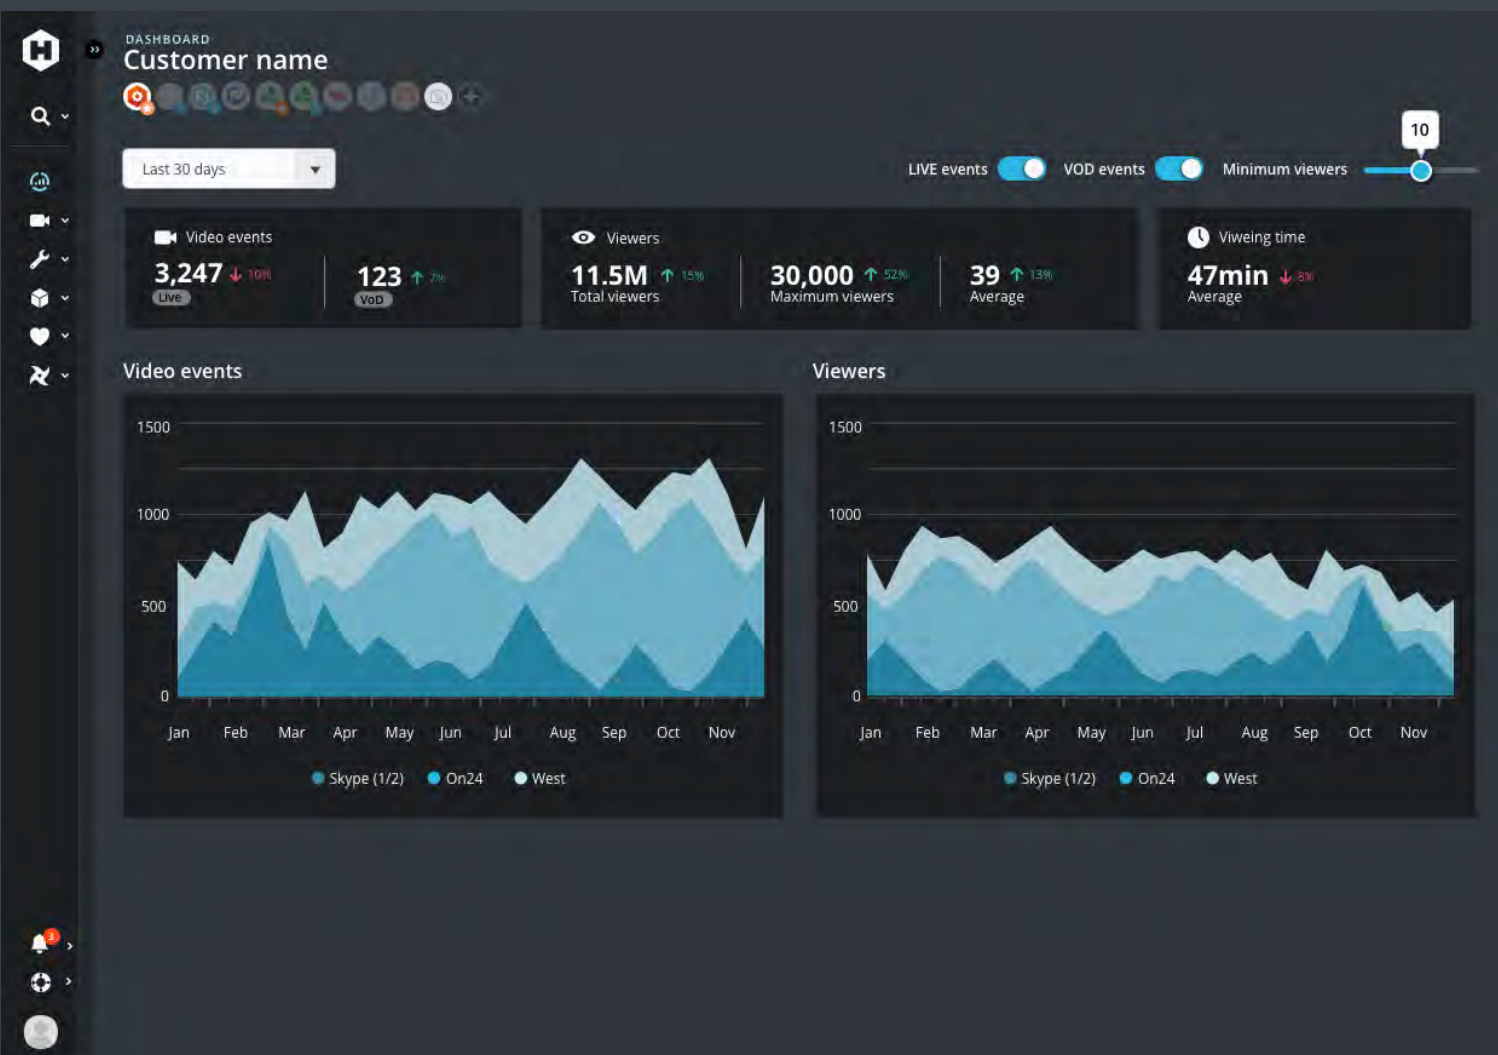 H
DASHBOARD
Customer name
10
Last 30 days
LIVE events
VOD events
Minimum viewers
Video events
3,247
10%
Live
123
7%
VoD
Viewers
11.5M
15%
Total viewers
30,000
52%
Maximum viewers
39
13%
Average
Viweing time
47min
8%
Average
Video events
1500
1000
500
0
Jan Feb Mar Apr May Jun Jul Aug Sep Oct Nov
Skype (1/2) On24 West
Viewers
1500
1000
500
0
Jan Feb Mar Apr May Jun Jul Aug Sep Oct Nov
Skype (1/2) On24 West
3